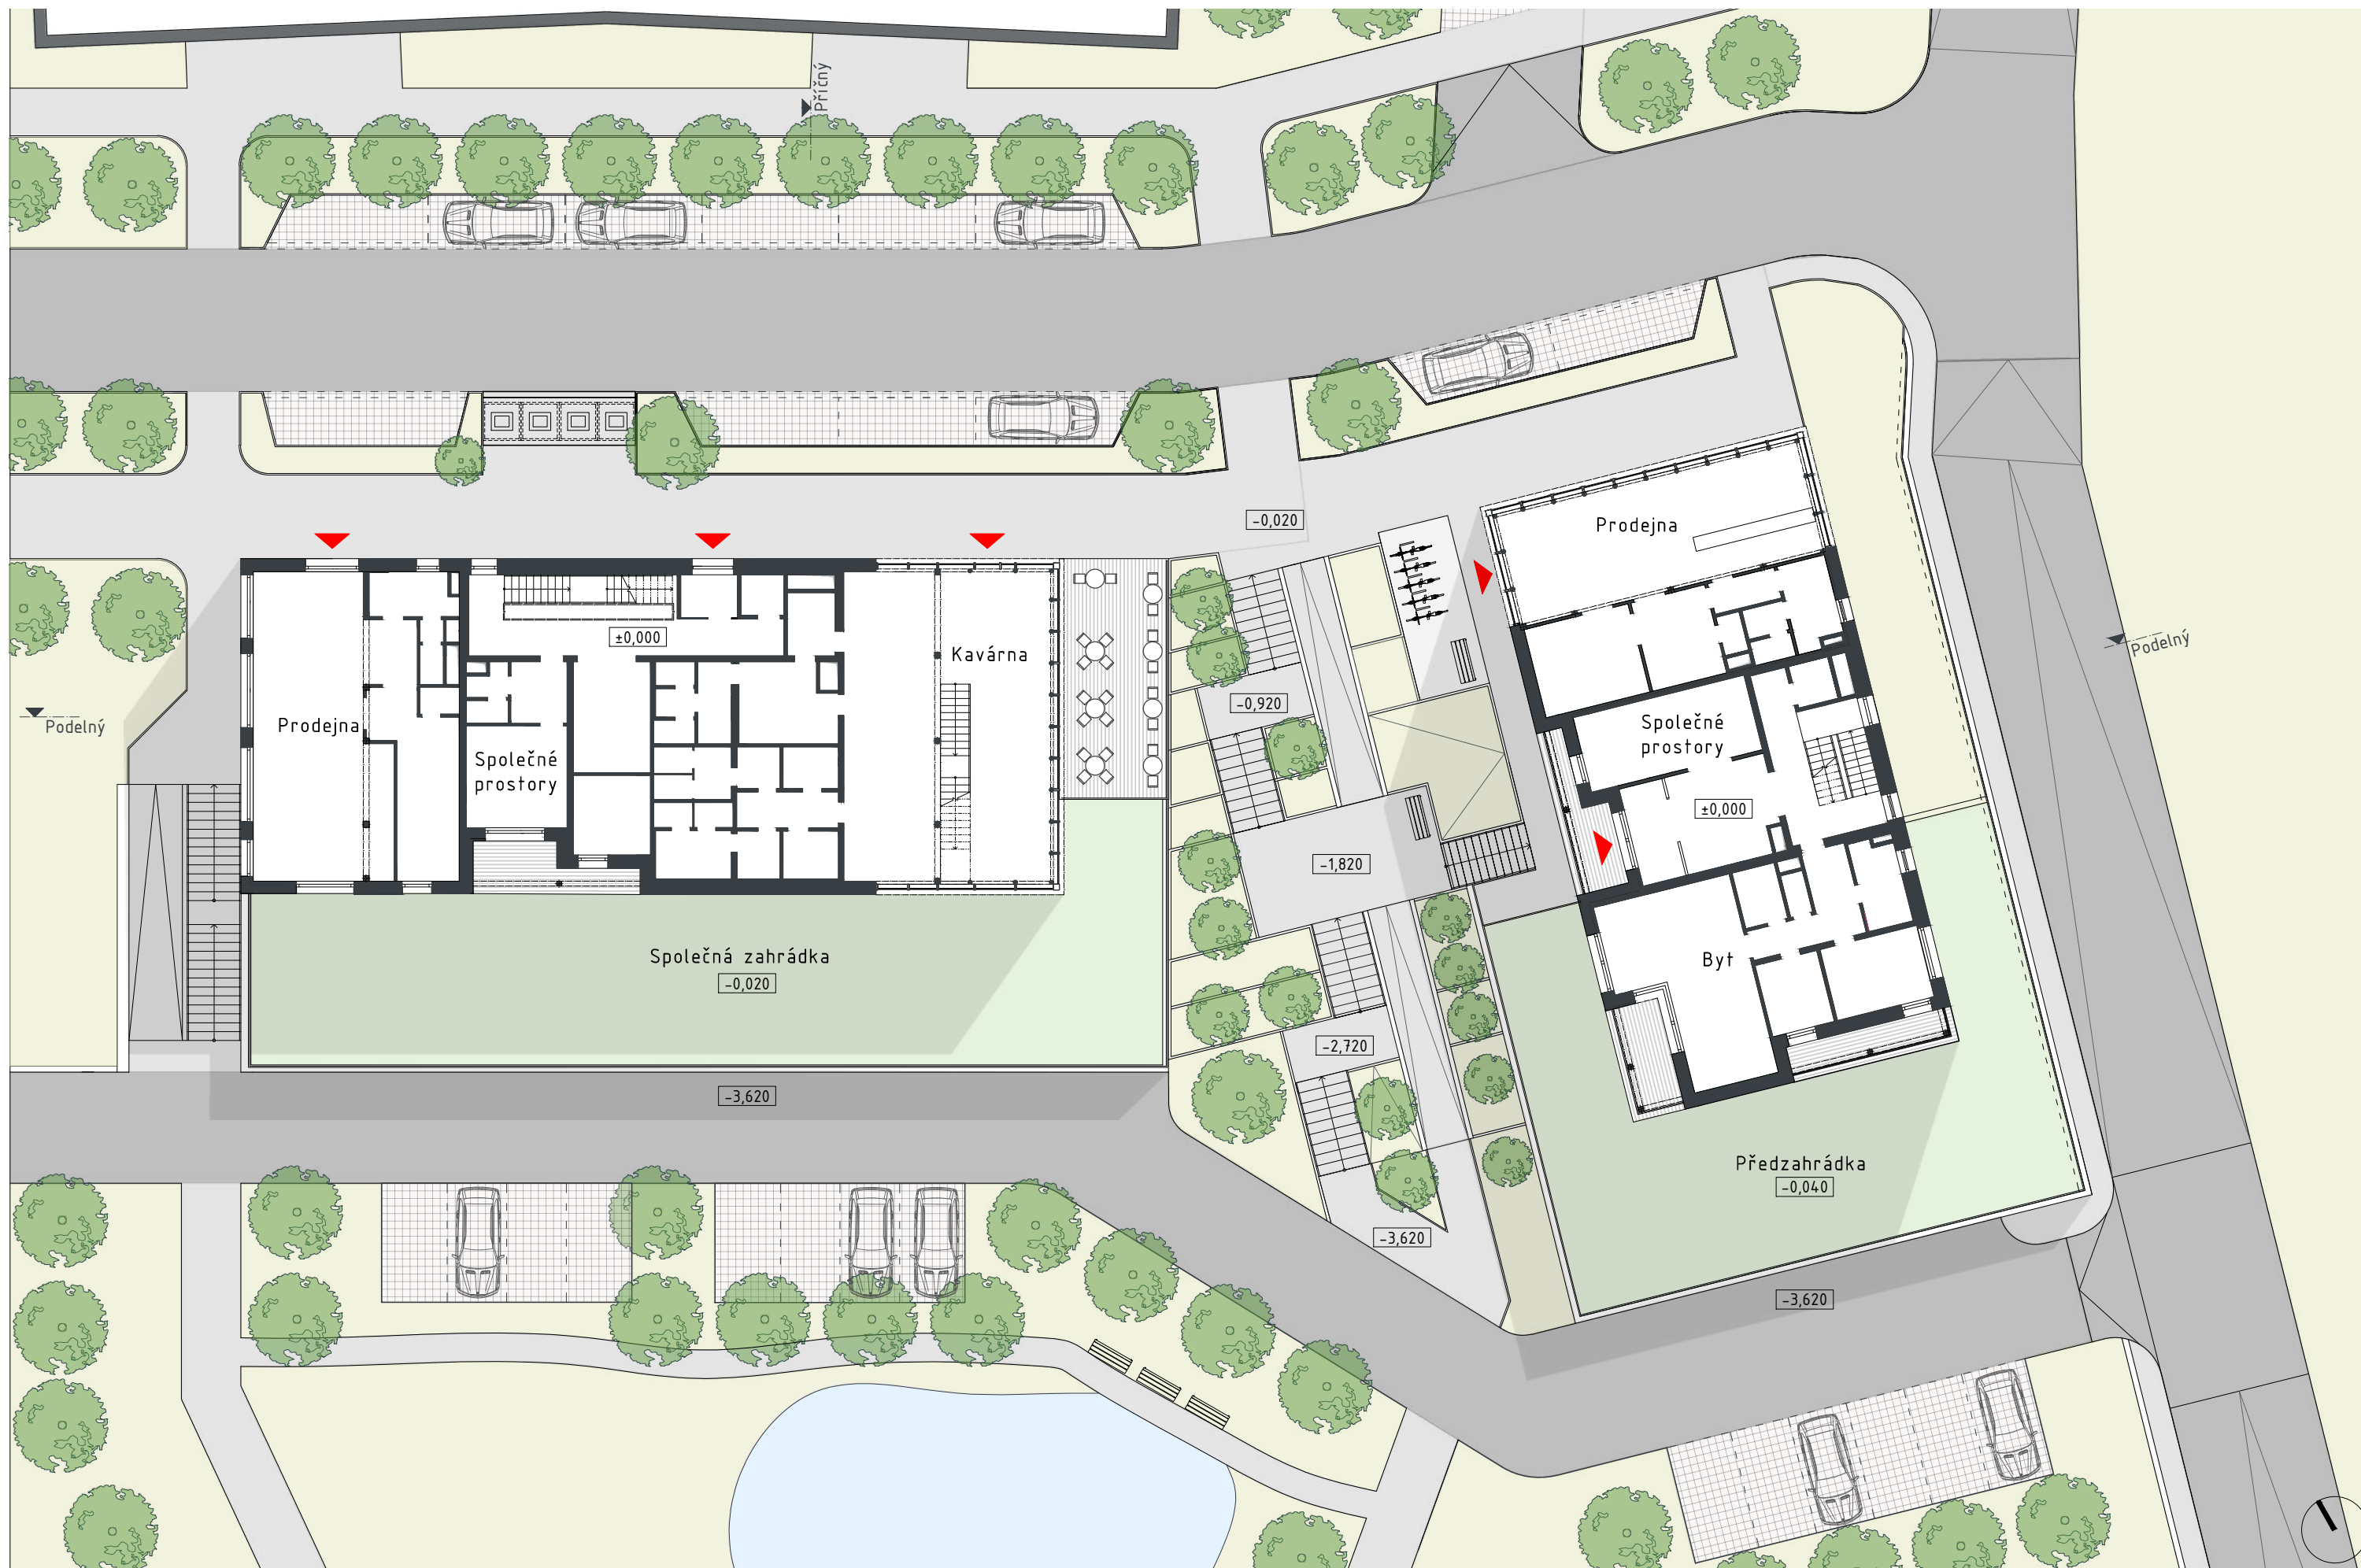 Příčný
-0,020
Prodejna
±0,000
Kavárna
Podelný
-0,920
Podelný
Prodejna
Společné
prostory
Společné
prostory
±0,000
-1,820
Společná zahrádka
-0,020
Byt
-2,720
-3,620
Předzahrádka
-0,040
-3,620
-3,620